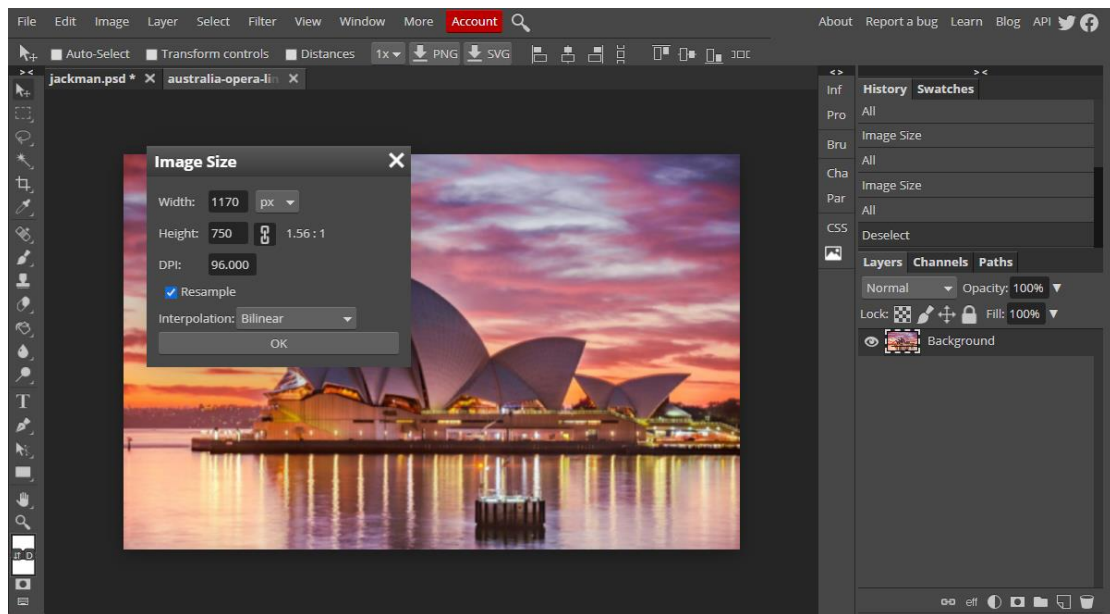 File Edit Image Layer Select Filter View Window More Account About Report a bug Learn Blog API
Auto-Select Transform controls Distances 1x PNG SVG
jackman.psd * australia-opera-lin
Inf
Pro
Bru
Cha
Par
CSS
History Swatches
All
Image Size
All
Image Size
All
Deselect
Layers Channels Paths
Normal Opacity: 100%
Lock: Fill: 100%
Background
Image Size
Width: 1170 px
Height: 750 1.56 : 1
DPI: 96.000
Resample
Interpolation: Bilinear
OK
T
D
eff